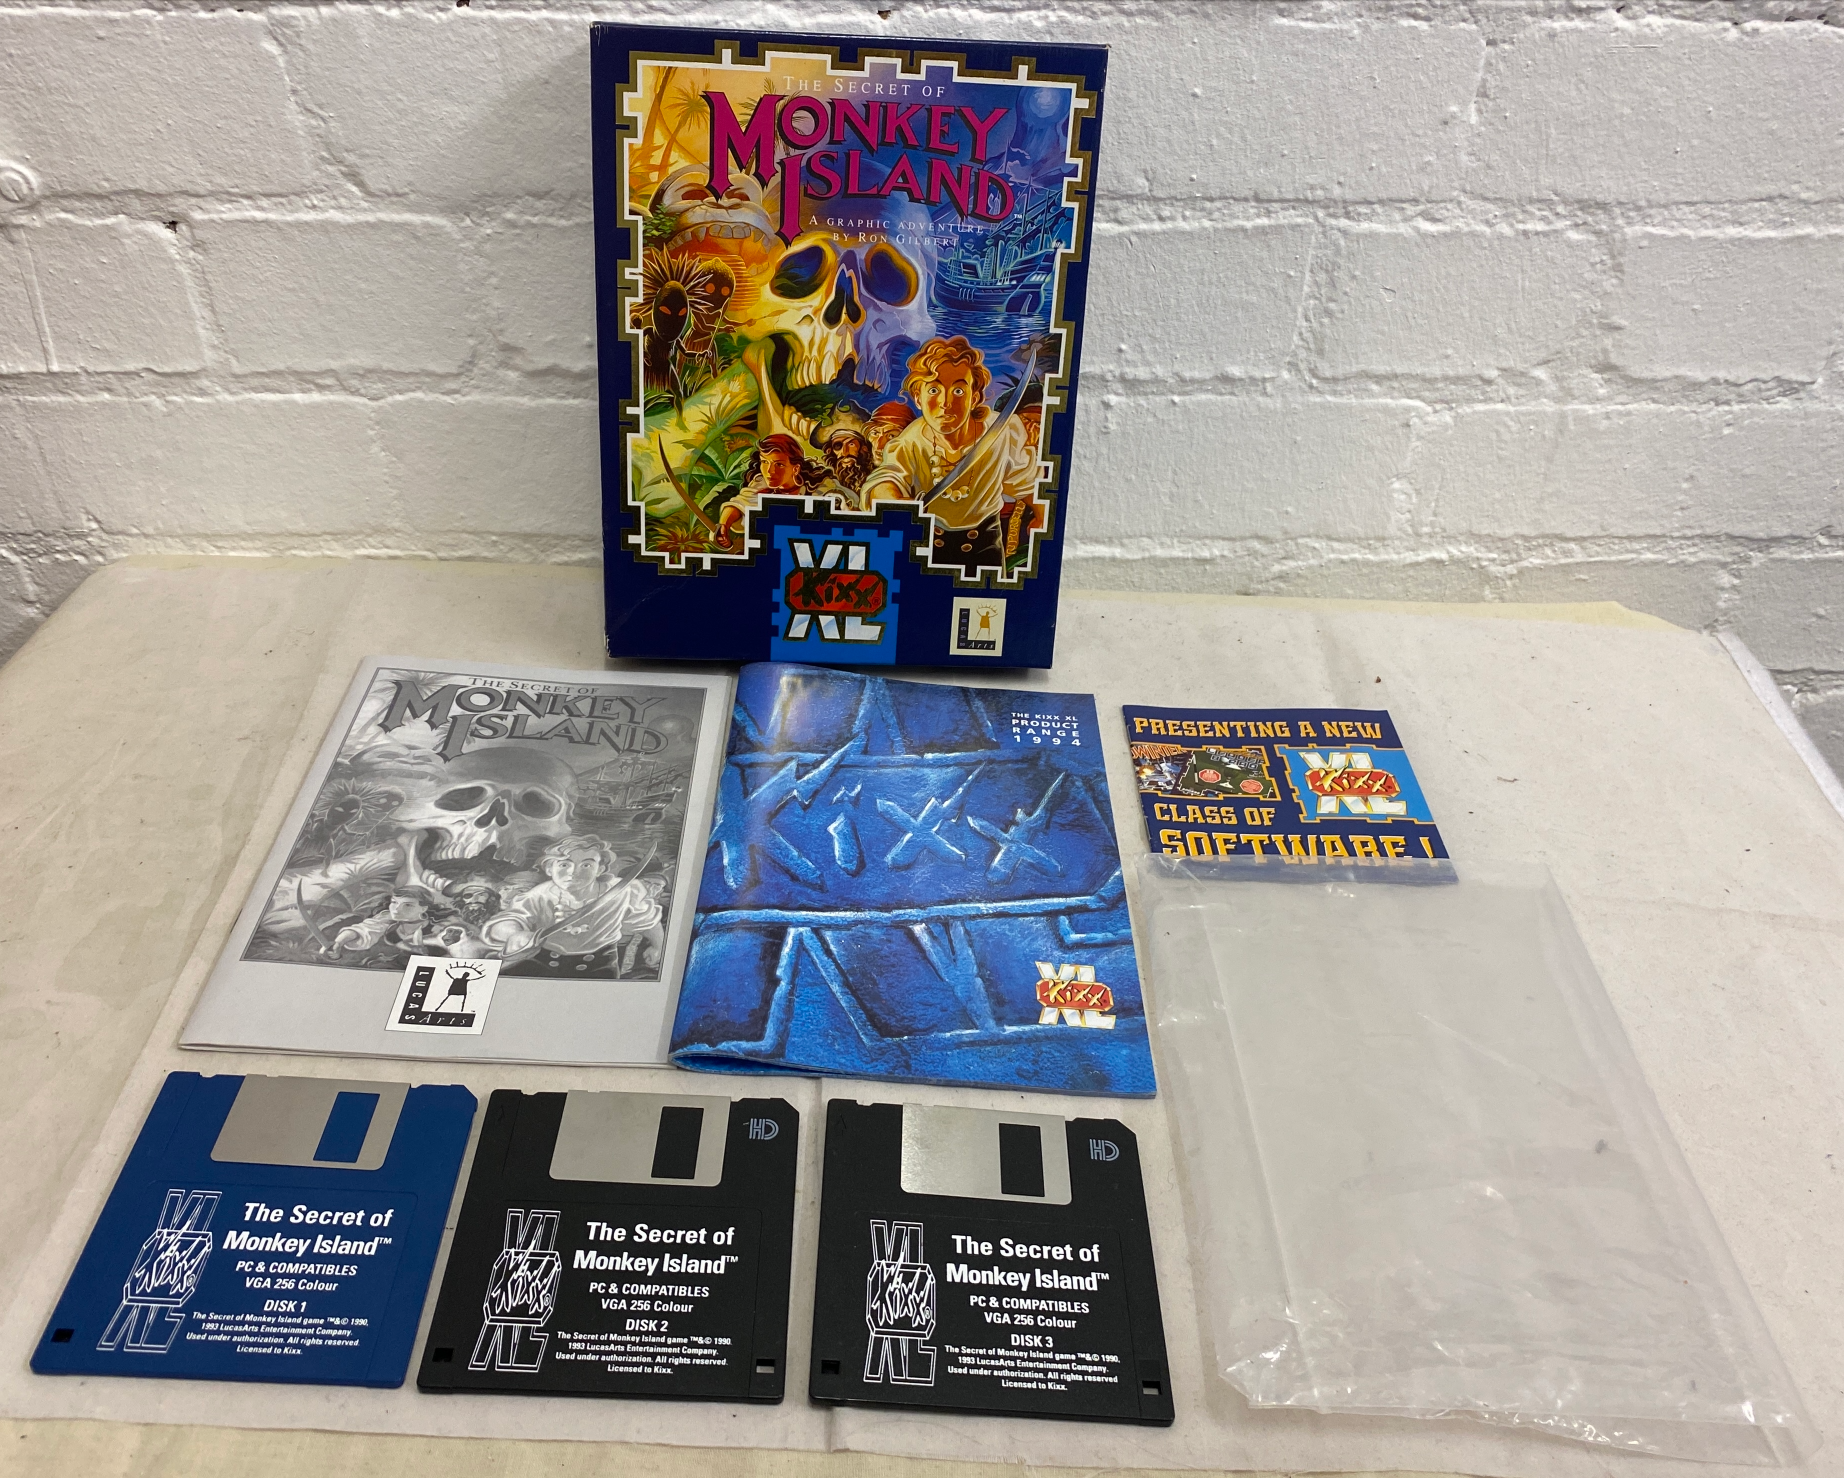 THE SECRET OF
MONKEY
ISLAND™
A GRAPHIC ADVENTURE
BY RON GILBERT
XL
Kixx
XL
LUCAS
Arts
THE SECRET OF
MONKEY
ISLAND
LUCAS
Arts
THE KIXX XL
PRODUCT
RANGE
1994
Kixx
XL
Kixx
PRESENTING A NEW
XL
Kixx
CLASS OF
SOFTWARE!
HD
HD
Kixx
The Secret of
Monkey Island™
PC & COMPATIBLES
VGA 256 Colour
DISK 1
The Secret of Monkey Island game ™&© 1990,
1993 LucasArts Entertainment Company.
Used under authorization. All rights reserved.
Licensed to Kixx.
Kixx
The Secret of
Monkey Island™
PC & COMPATIBLES
VGA 256 Colour
DISK 2
The Secret of Monkey Island game ™&© 1990.
1993 LucasArts Entertainment Company.
Used under authorization. All rights reserved.
Licensed to Kixx.
Kixx
The Secret of
Monkey Island™
PC & COMPATIBLES
VGA 256 Colour
DISK 3
The Secret of Monkey Island game ™&© 1990,
1993 LucasArts Entertainment Company.
Used under authorization. All rights reserved
Licensed to Kixx.